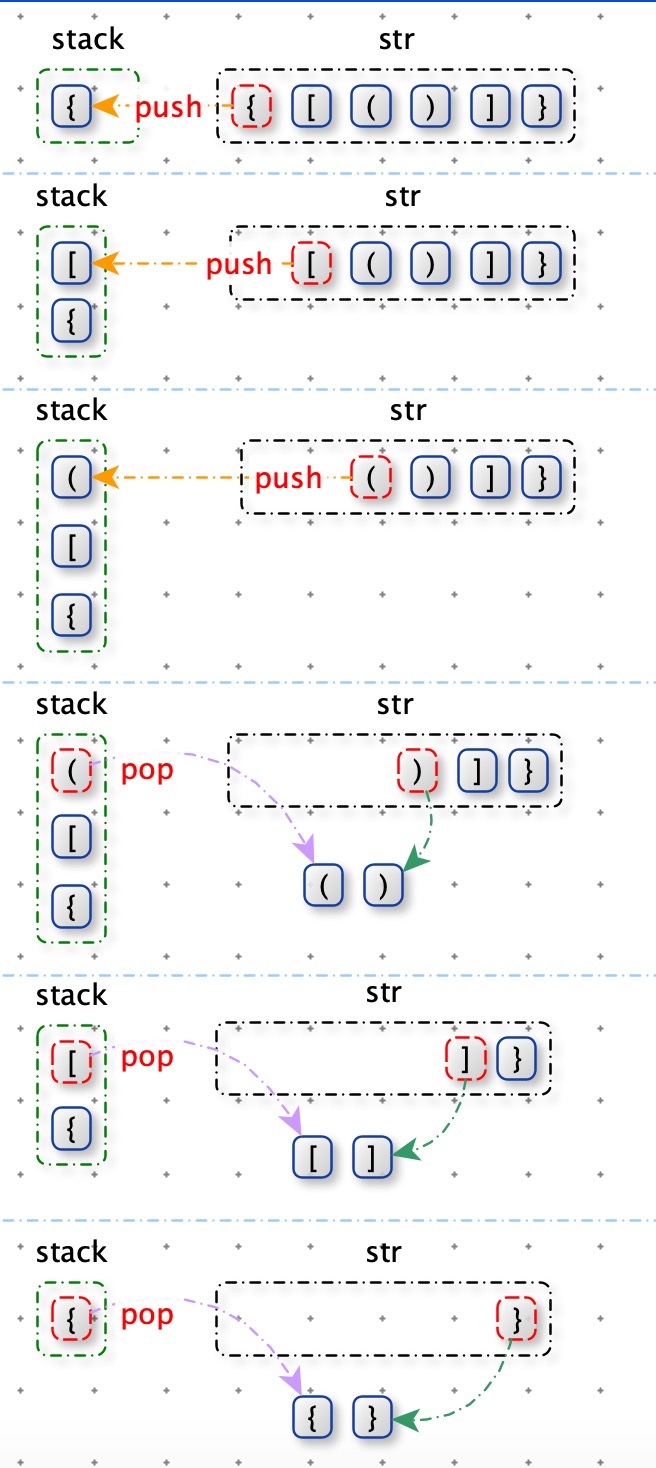 stack str
{ push { [ ( ) ] }
stack str
[ push [ ( ) ] }
{
stack str
( push ( ) ] }
[
{
stack str
( pop ) ] }
[
{ ( )
stack str
[ pop ] }
{
[ ]
stack str
{ pop }
{ }